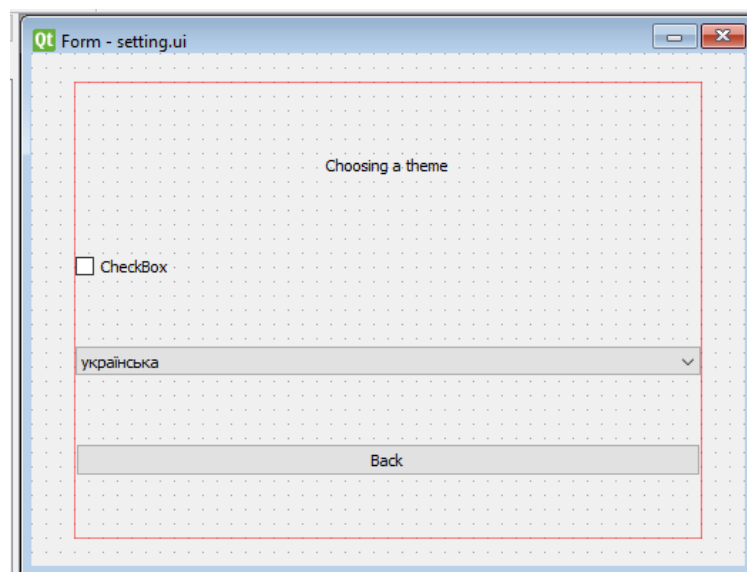 Qt Form - setting.ui
Choosing a theme
CheckBox
українська
Back